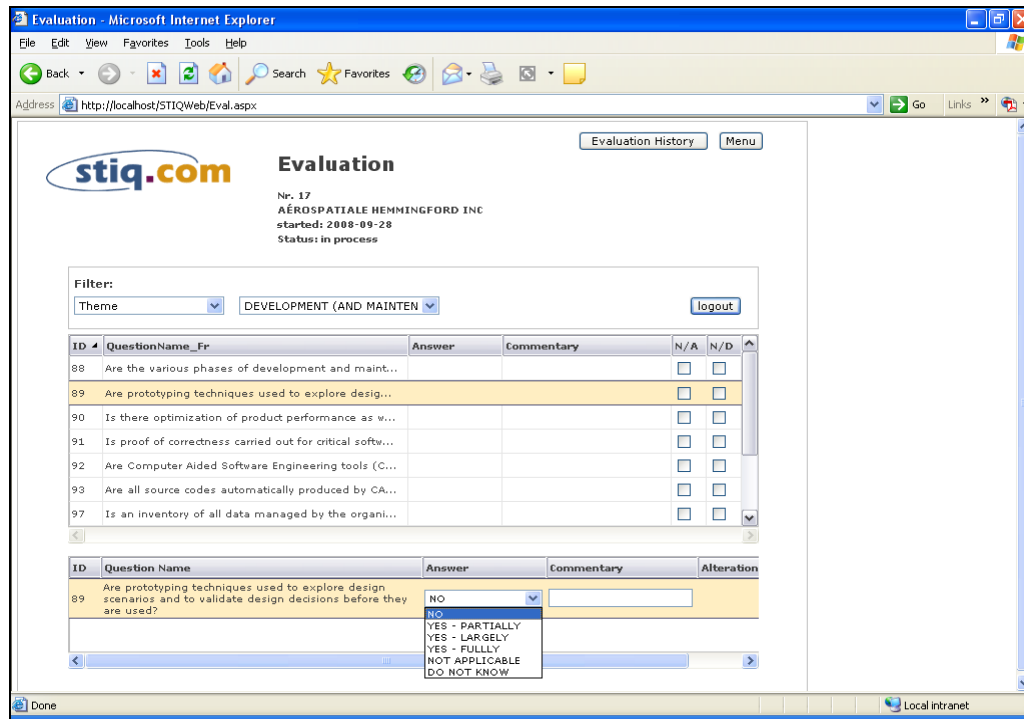 Evaluation - Microsoft Internet Explorer
File Edit View Favorites Tools Help
Back Search Favorites
Address http://localhost/STIQWeb/Eval.aspx Go Links »
Evaluation History Menu
stiq.com
Evaluation
Nr. 17
AÉROSPATIALE HEMMINGFORD INC
started: 2008-09-28
Status: in process
Filter:
Theme DEVELOPMENT (AND MAINTEN logout
ID QuestionName_Fr Answer Commentary N/A N/D
88 Are the various phases of development and maint...
89 Are prototyping techniques used to explore desig...
90 Is there optimization of product performance as w...
91 Is proof of correctness carried out for critical softw...
92 Are Computer Aided Software Engineering tools (C...
93 Are all source codes automatically produced by CA...
97 Is an inventory of all data managed by the organi...
ID Question Name Answer Commentary Alteration
89 Are prototyping techniques used to explore design
scenarios and to validate design decisions before they
are used?
NO
NO
YES - PARTIALLY
YES - LARGELY
YES - FULLLY
NOT APPLICABLE
DO NOT KNOW
Done Local intranet